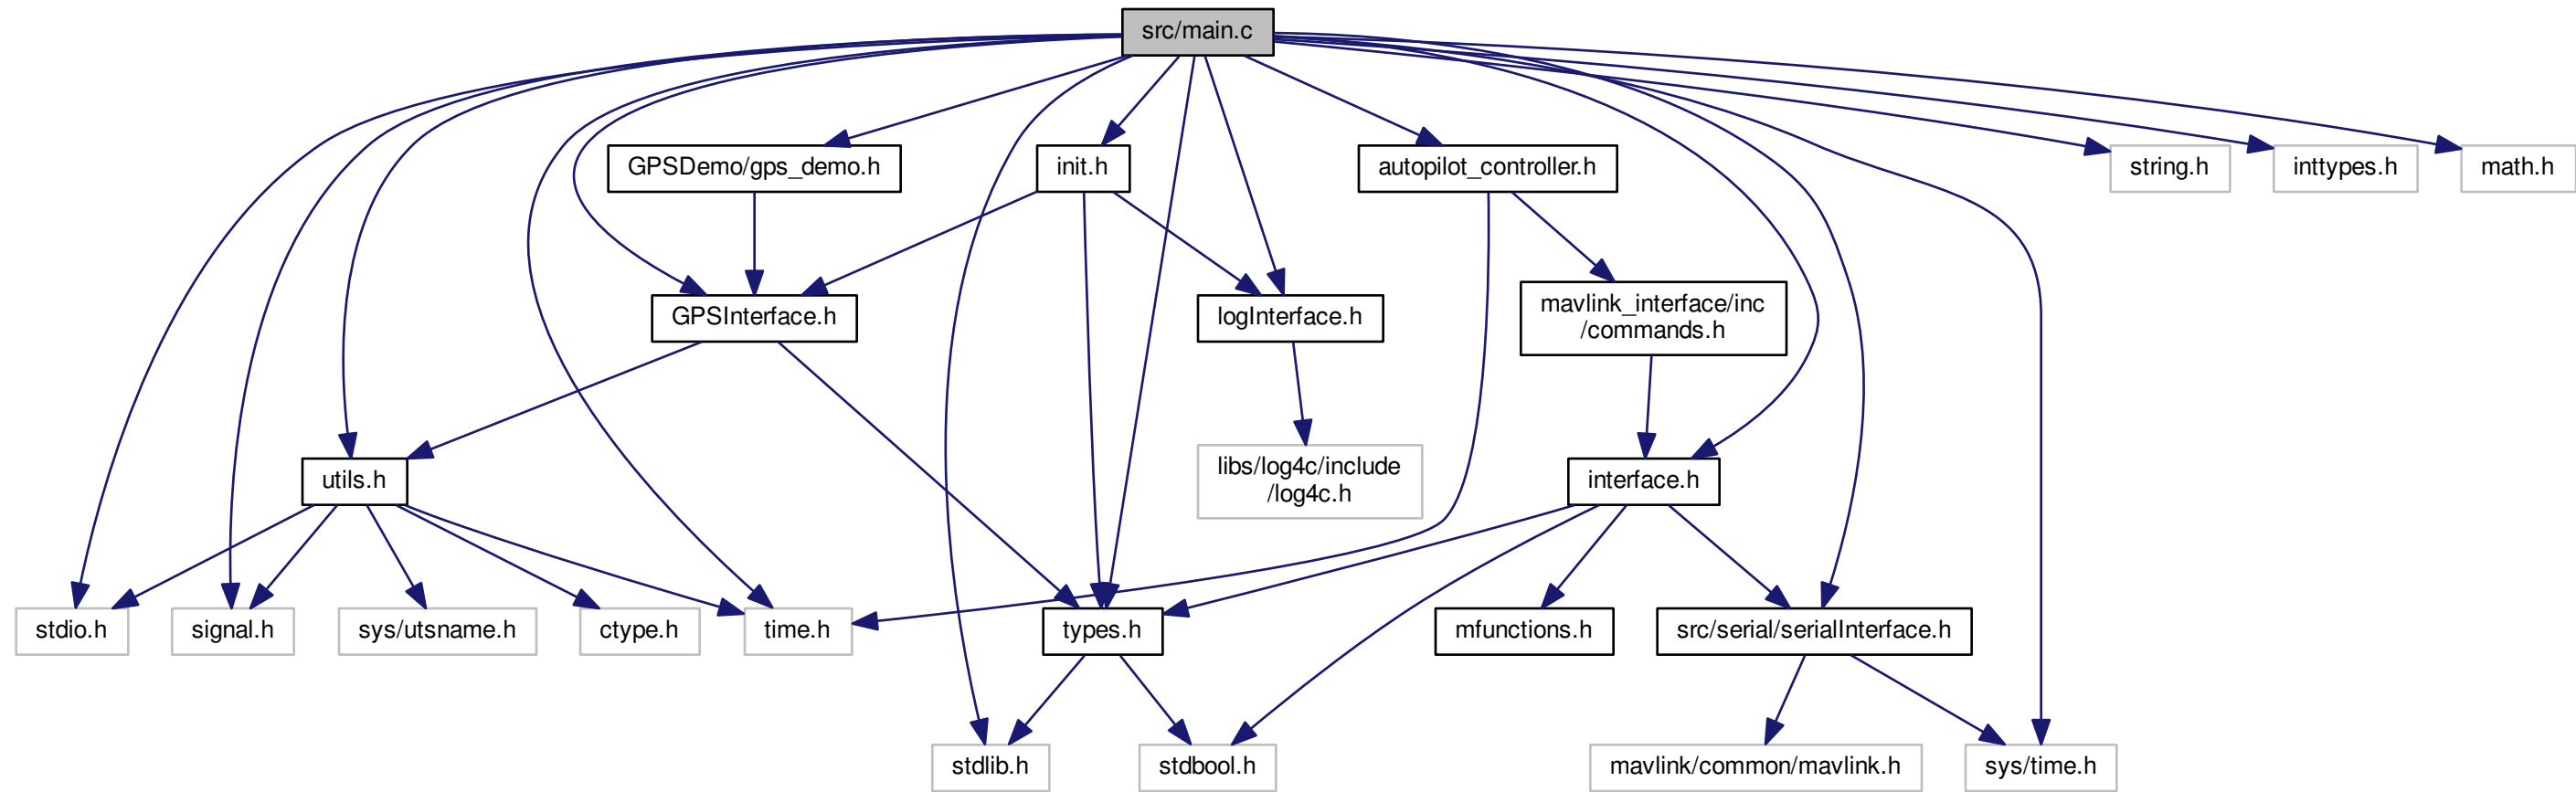 src/main.c
GPSDemo/gps_demo.h
init.h
autopilot_controller.h
string.h
inttypes.h
math.h
GPSInterface.h
logInterface.h
mavlink_interface/inc
/commands.h
utils.h
libs/log4c/include
/log4c.h
interface.h
stdio.h
signal.h
sys/utsname.h
ctype.h
time.h
types.h
mfunctions.h
src/serial/serialInterface.h
stdlib.h
stdbool.h
mavlink/common/mavlink.h
sys/time.h